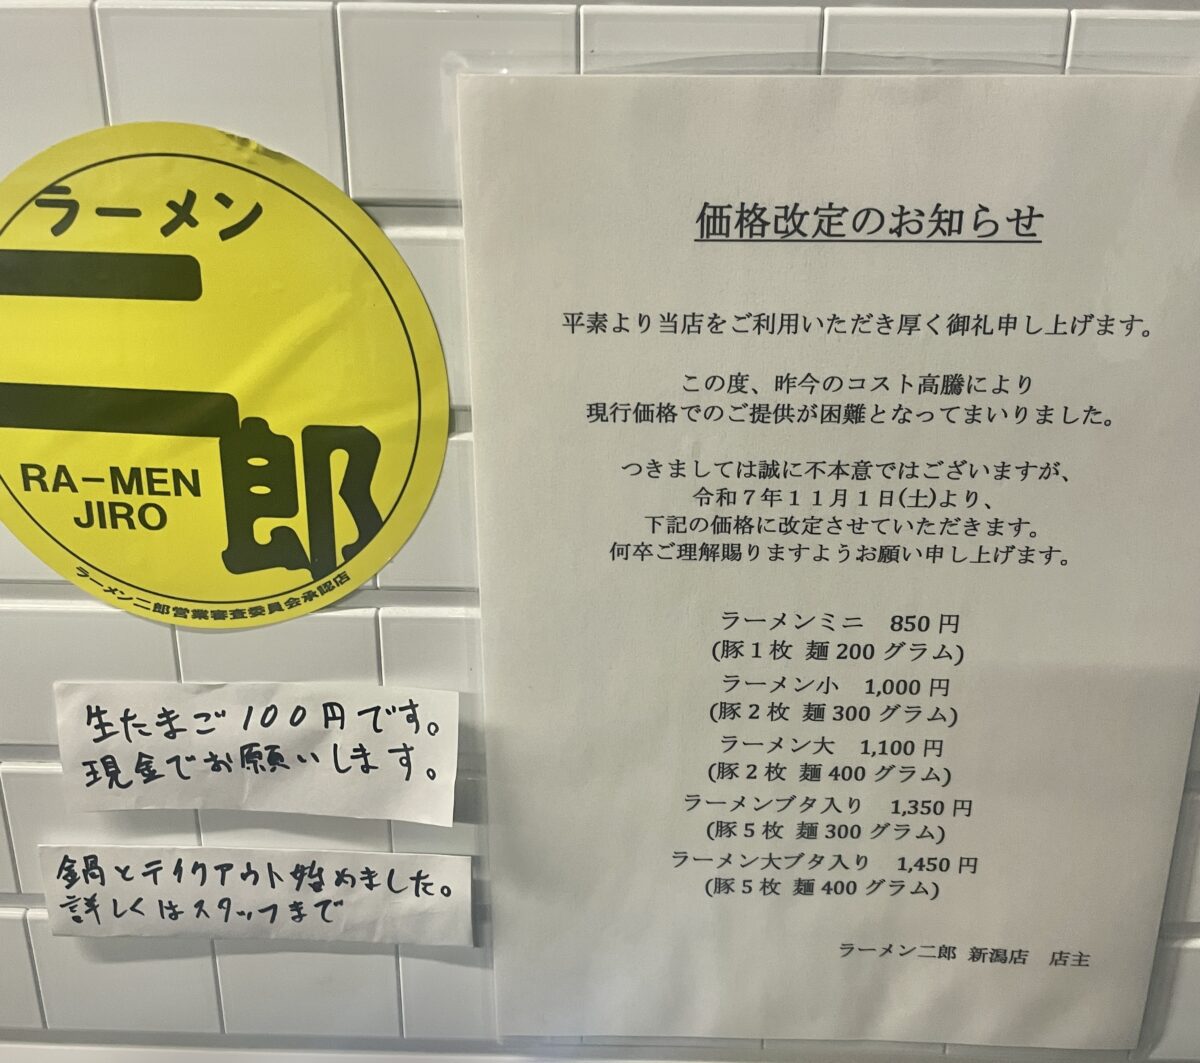 ラーメン
二郎
RA-MEN
JIRO
ラーメン二郎営業審査委員会承認店
生たまご100円です。
現金でお願いします。
鍋とテイクアウト始めました。
詳しくはスタッフまで
価格改定のお知らせ
平素より当店をご利用いただき厚く御礼申し上げます。
この度、昨今のコスト高騰により
現行価格でのご提供が困難となってまいりました。
つきましては誠に不本意ではございますが、
令和7年11月1日(土)より、
下記の価格に改定させていただきます。
何卒ご理解賜りますようお願い申し上げます。
ラーメンミニ 850円
(豚1枚 麺200グラム)
ラーメン小 1,000円
(豚2枚 麺300グラム)
ラーメン大 1,100円
(豚2枚 麺400グラム)
ラーメンブタ入り 1,350円
(豚5枚 麺300グラム)
ラーメン大ブタ入り 1,450円
(豚5枚 麺400グラム)
ラーメン二郎 新潟店 店主